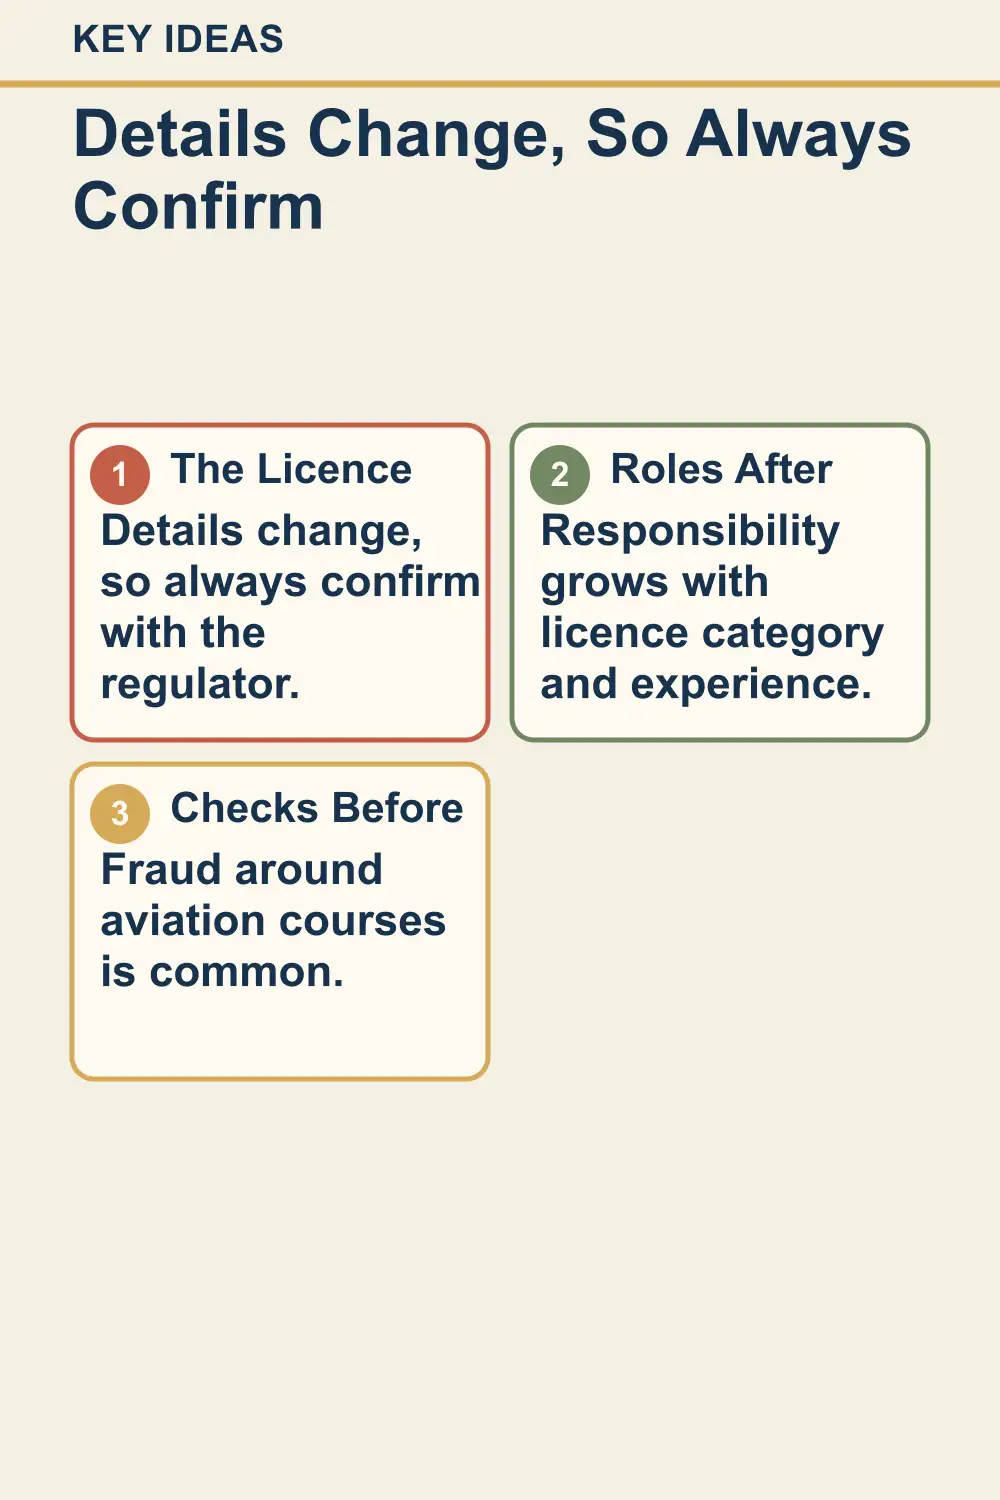 KEY IDEAS
Details Change, So Always
Confirm
1 The Licence
Details change,
so always confirm
with the
regulator.
2 Roles After
Responsibility
grows with
licence category
and experience.
3 Checks Before
Fraud around
aviation courses
is common.